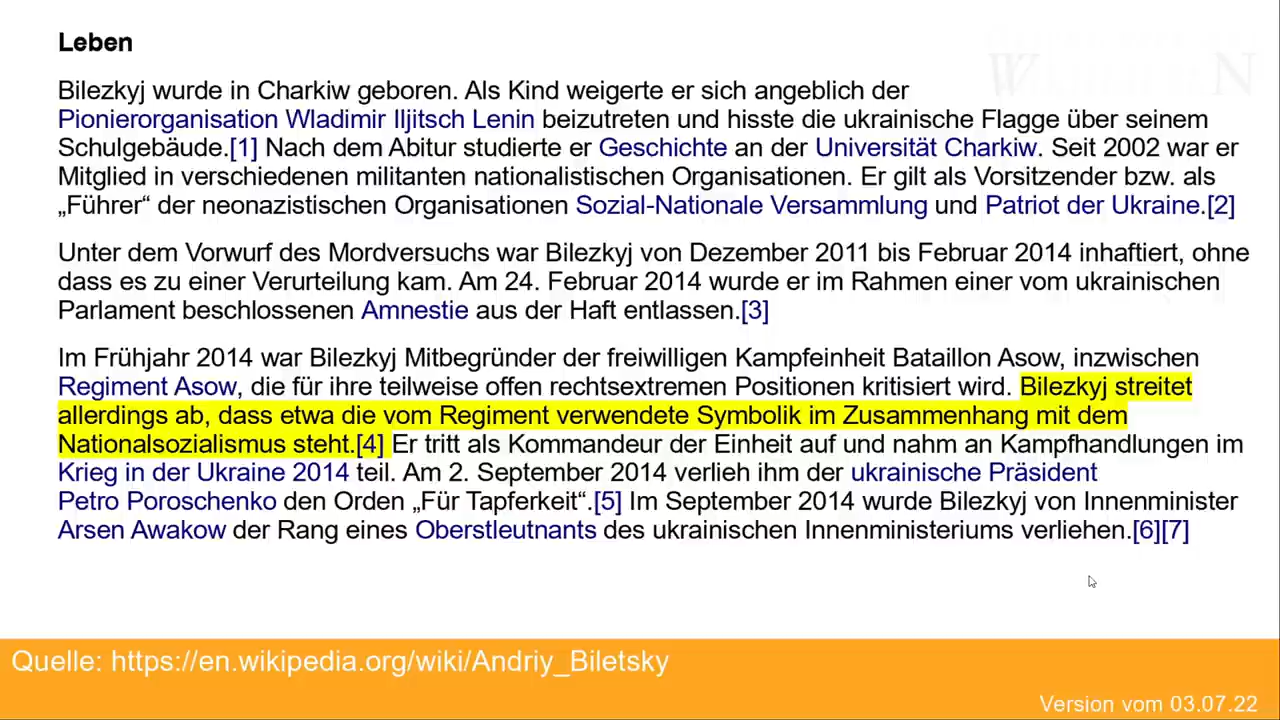 Leben
Bilezkyj wurde in Charkiw geboren. Als Kind weigerte er sich angeblich der
Pionierorganisation Wladimir Iljitsch Lenin beizutreten und hisste die ukrainische Flagge über seinem
Schulgebäude.[1] Nach dem Abitur studierte er Geschichte an der Universität Charkiw. Seit 2002 war er
Mitglied in verschiedenen militanten nationalistischen Organisationen. Er gilt als Vorsitzender bzw. als
„Führer“ der neonazistischen Organisationen Sozial-Nationale Versammlung und Patriot der Ukraine.[2]
Unter dem Vorwurf des Mordversuchs war Bilezkyj von Dezember 2011 bis Februar 2014 inhaftiert, ohne
dass es zu einer Verurteilung kam. Am 24. Februar 2014 wurde er im Rahmen einer vom ukrainischen
Parlament beschlossenen Amnestie aus der Haft entlassen.[3]
Im Frühjahr 2014 war Bilezkyj Mitbegründer der freiwilligen Kampfeinheit Bataillon Asow, inzwischen
Regiment Asow, die für ihre teilweise offen rechtsextremen Positionen kritisiert wird. Bilezkyj streitet
allerdings ab, dass etwa die vom Regiment verwendete Symbolik im Zusammenhang mit dem
Nationalsozialismus steht.[4] Er tritt als Kommandeur der Einheit auf und nahm an Kampfhandlungen im
Krieg in der Ukraine 2014 teil. Am 2. September 2014 verlieh ihm der ukrainische Präsident
Petro Poroschenko den Orden „Für Tapferkeit“.[5] Im September 2014 wurde Bilezkyj von Innenminister
Arsen Awakow der Rang eines Oberstleutnants des ukrainischen Innenministeriums verliehen.[6][7]
Quelle: https://en.wikipedia.org/wiki/Andriy_Biletsky
Version vom 03.07.22